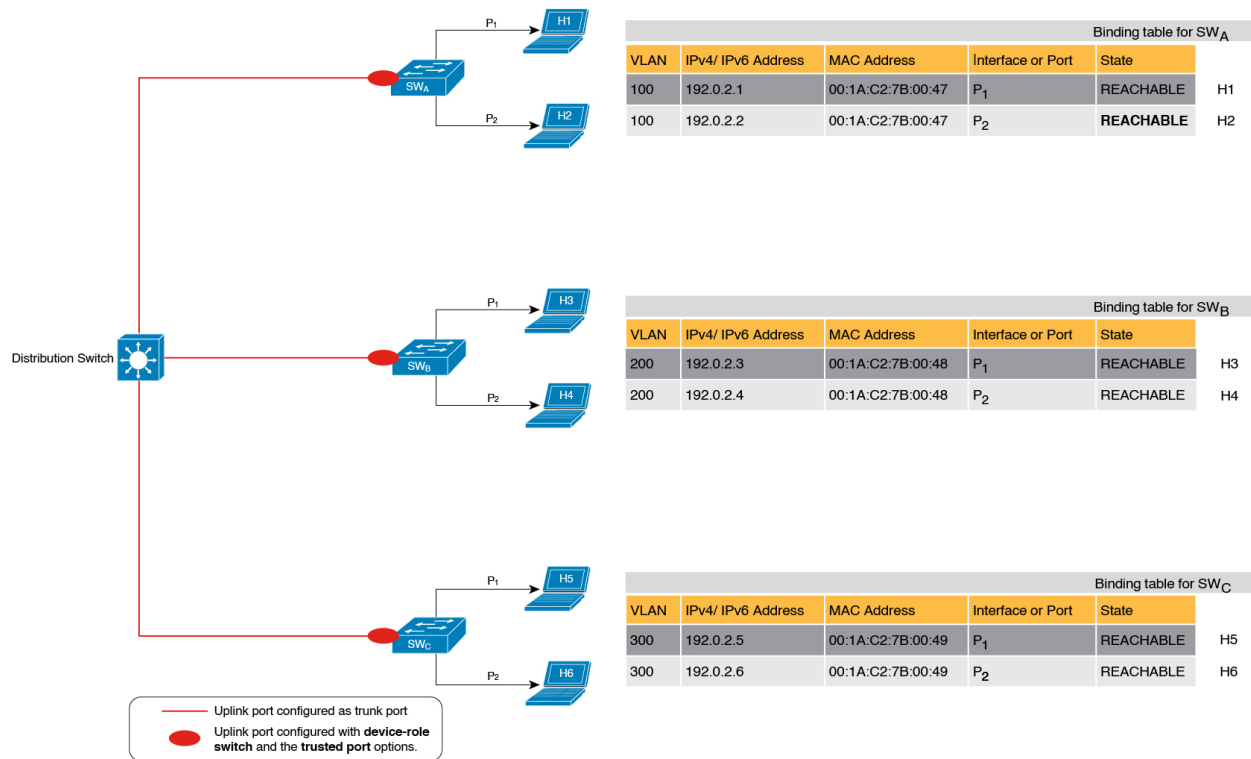 P1
H1
SWA
P2
H2
Binding table for SWA
VLAN IPv4/ IPv6 Address MAC Address Interface or Port State
100 192.0.2.1 00:1A:C2:7B:00:47 P1 REACHABLE H1
100 192.0.2.2 00:1A:C2:7B:00:47 P2 REACHABLE H2
Distribution Switch
P1
H3
SWB
P2
H4
Binding table for SWB
VLAN IPv4/ IPv6 Address MAC Address Interface or Port State
200 192.0.2.3 00:1A:C2:7B:00:48 P1 REACHABLE H3
200 192.0.2.4 00:1A:C2:7B:00:48 P2 REACHABLE H4
P1
H5
SWC
P2
H6
Binding table for SWC
VLAN IPv4/ IPv6 Address MAC Address Interface or Port State
300 192.0.2.5 00:1A:C2:7B:00:49 P1 REACHABLE H5
300 192.0.2.6 00:1A:C2:7B:00:49 P2 REACHABLE H6
Uplink port configured as trunk port
Uplink port configured with device-role
switch and the trusted port options.